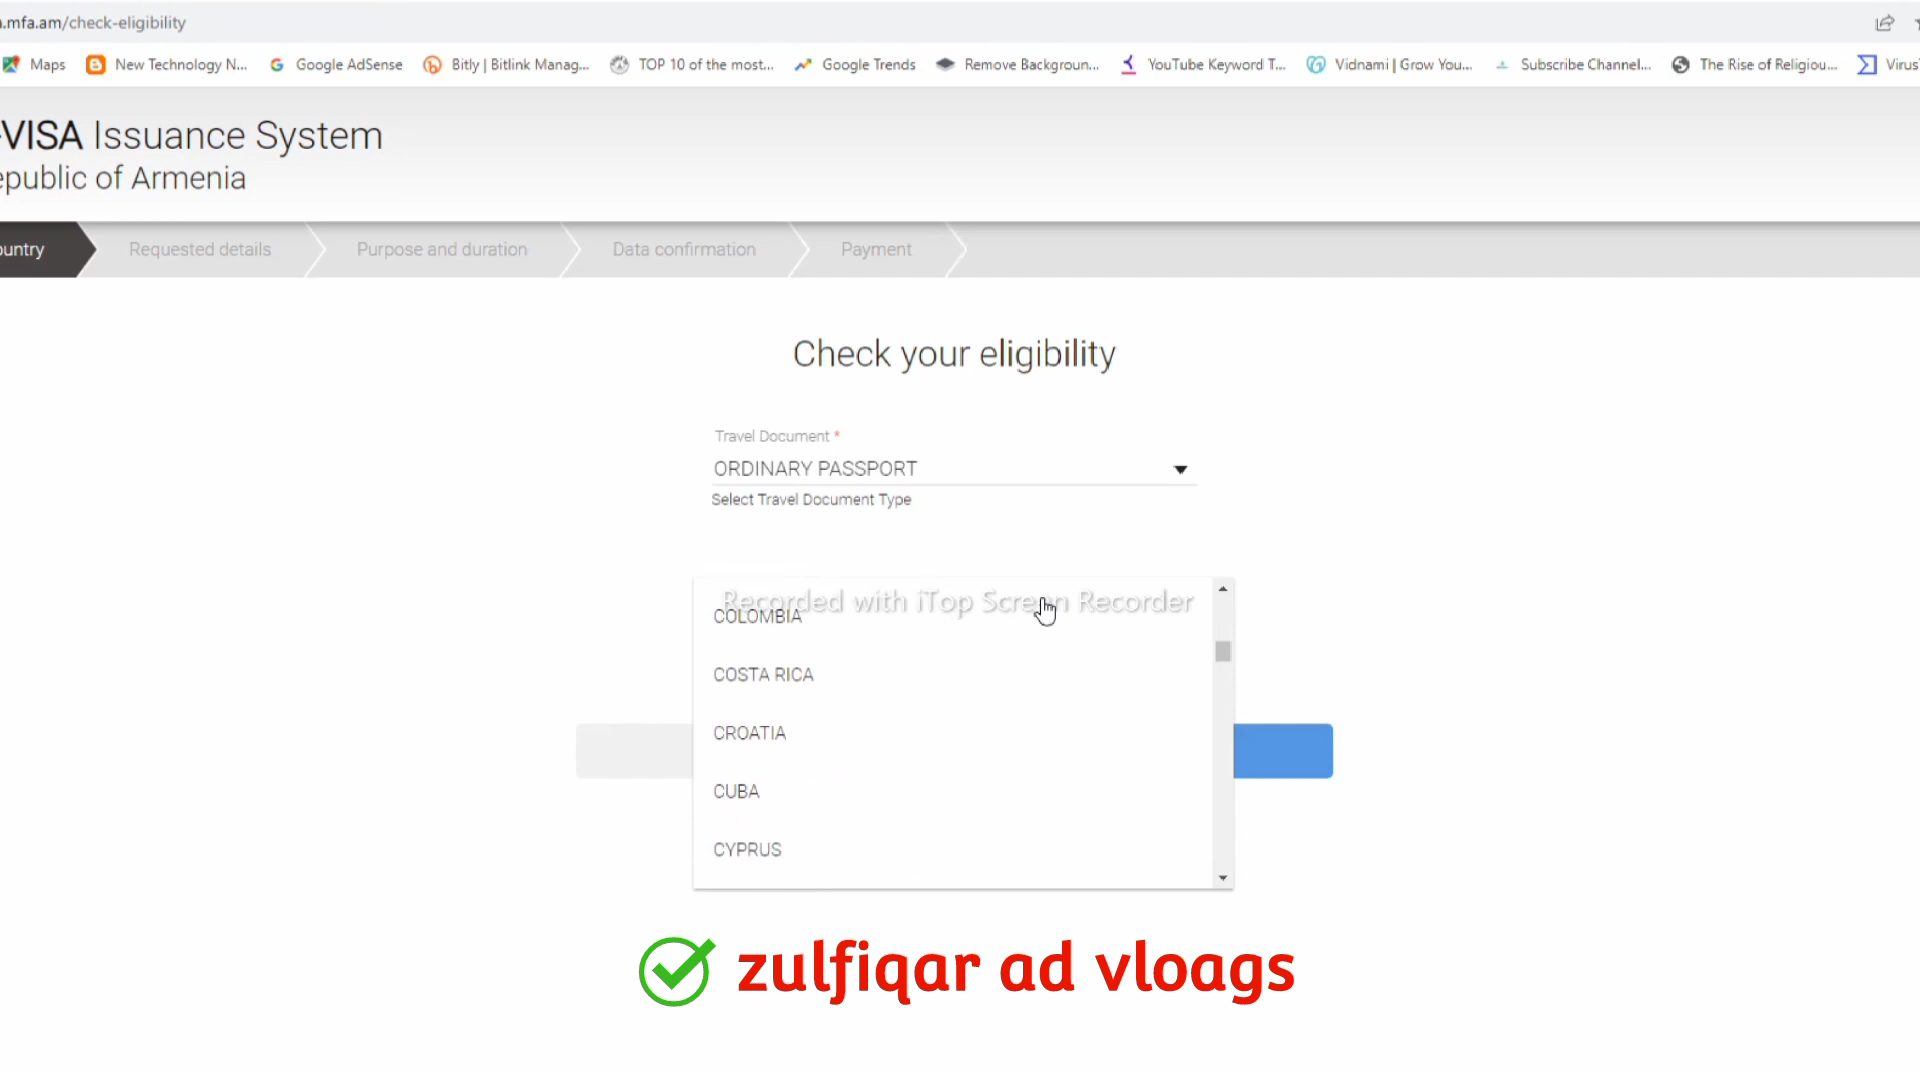 .mfa.am/check-eligibility
Maps New Technology N... Google AdSense Bitly | Bitlink Manag... TOP 10 of the most... Google Trends Remove Backgroun... YouTube Keyword T... Vidnami | Grow You... Subscribe Channel... The Rise of Religiou... Virus
-VISA Issuance System
epublic of Armenia
ountry Requested details Purpose and duration Data confirmation Payment
Check your eligibility
Travel Document *
ORDINARY PASSPORT
Select Travel Document Type
Recorded with iTop Screen Recorder
COLOMBIA
COSTA RICA
CROATIA
CUBA
CYPRUS
zulfiqar ad vloags